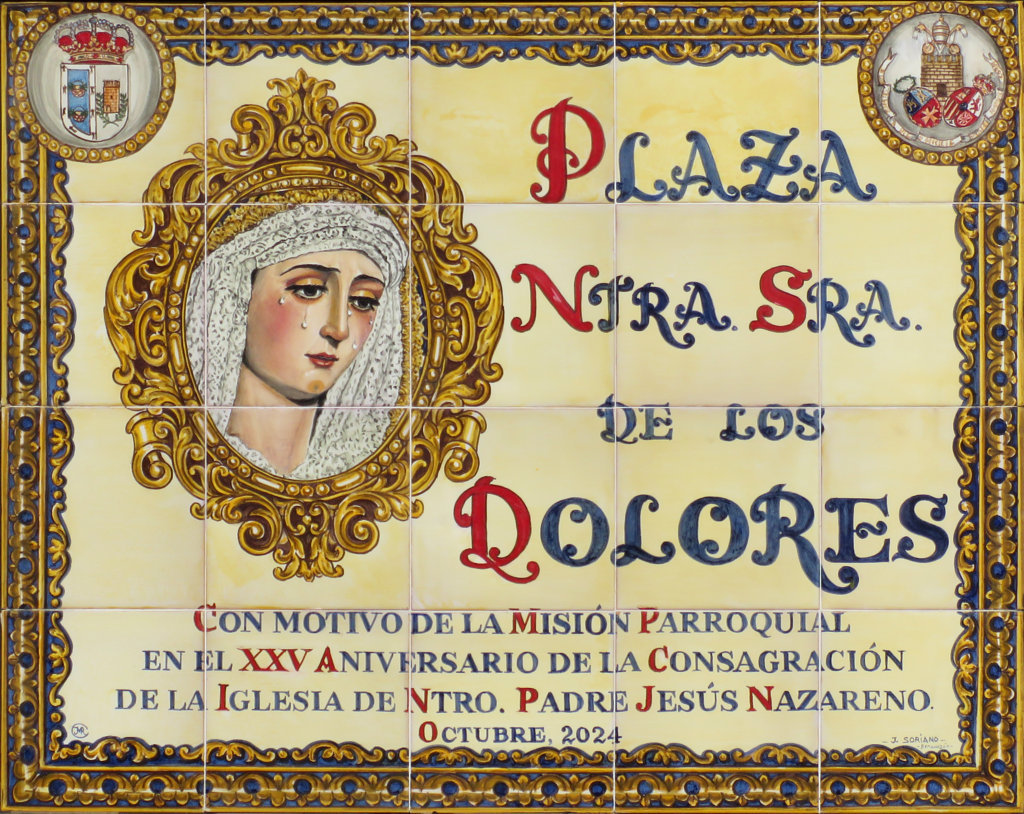 PLAZA
NTRA. SRA.
DE LOS
DOLORES
CON MOTIVO DE LA MISIÓN PARROQUIAL
EN EL XXV ANIVERSARIO DE LA CONSAGRACIÓN
DE LA IGLESIA DE NTRO. PADRE JESÚS NAZARENO.
OCTUBRE, 2024
J. SORIANO